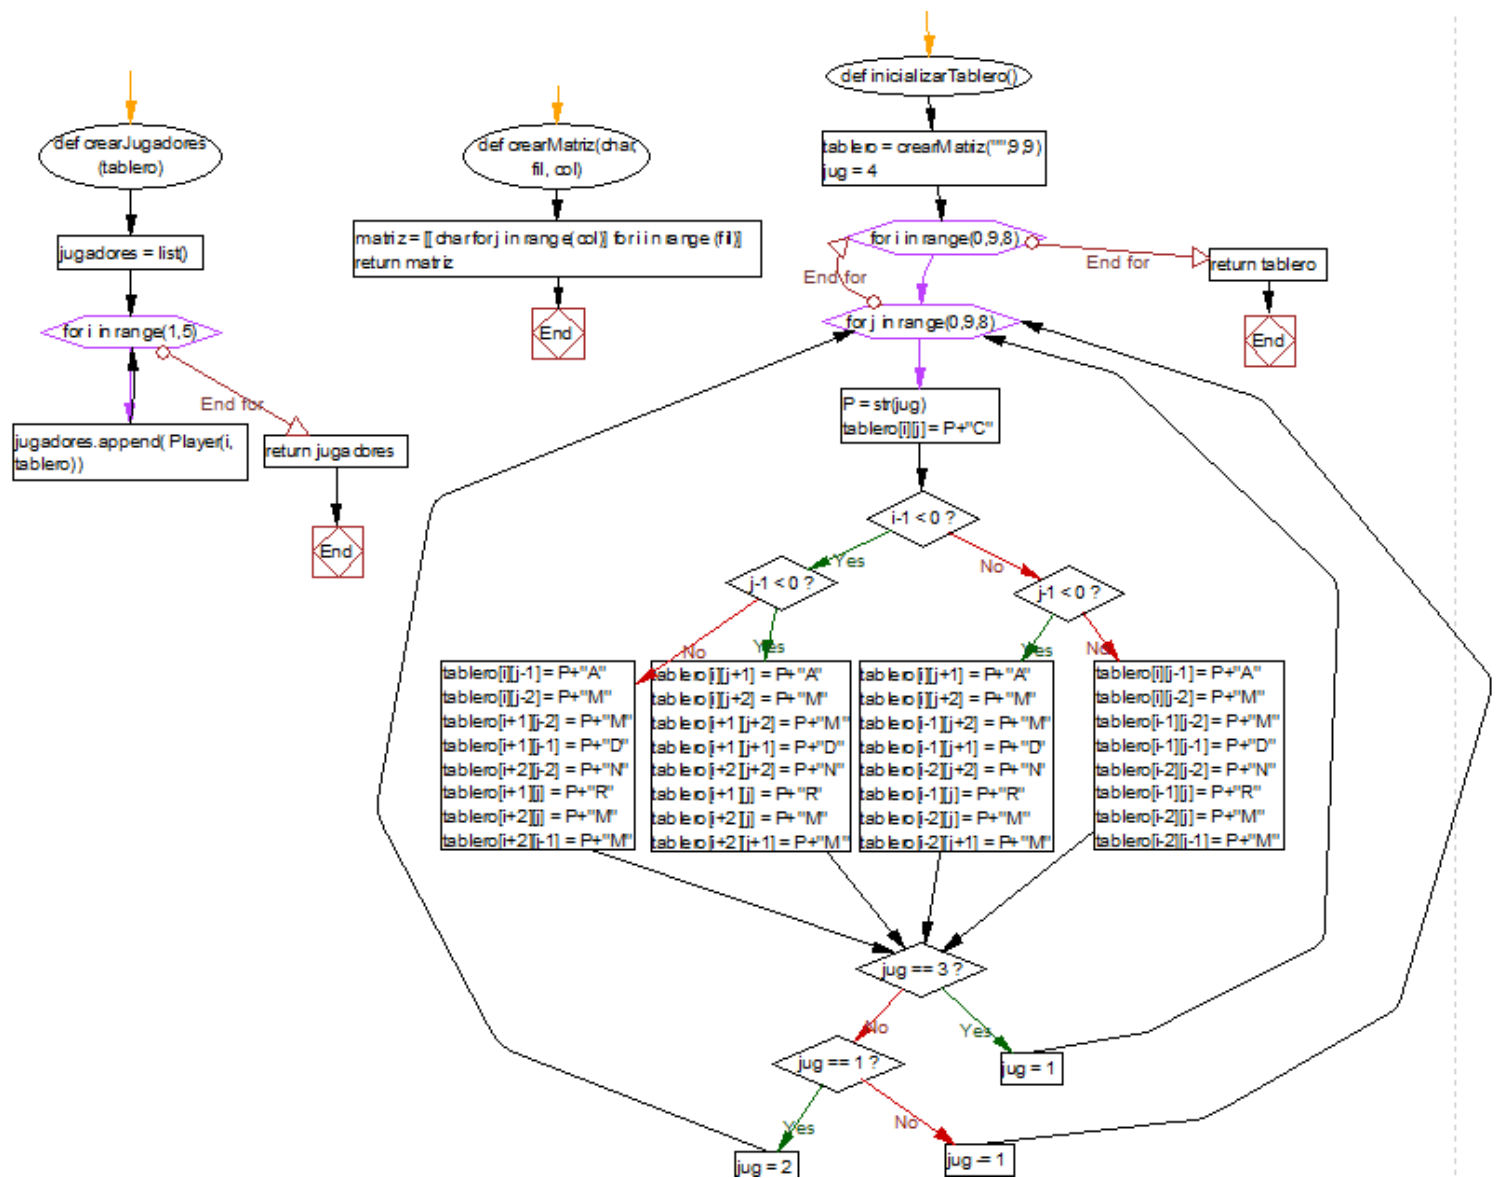 def crearJugadores
(tablero)
jugadores = list()
for i in range(1,5)
End for
jugadores.append( Player(i,
tablero))
return jugadores
End
def crearMatriz(char,
fil, col)
matriz = [[ char for j in range(col)] for i in range (fil)]
return matriz
End
def inicializarTablero()
tablero = crearMatriz("",9,9)
jug = 4
for i in range(0,9,8)
End for
return tablero
End
End for
for j in range(0,9,8)
P = str(jug)
tablero[i][j] = P+"C"
i-1 < 0 ?
Yes
No
j-1 < 0 ?
No
Yes
j-1 < 0 ?
Yes
No
tablero[i][j-1] = P+"A"
tablero[i][j-2] = P+"M"
tablero[i+1][j-2] = P+"M"
tablero[i+1][j-1] = P+"D"
tablero[i+2][j-2] = P+"N"
tablero[i+1][j] = P+"R"
tablero[i+2][j] = P+"M"
tablero[i+2][j-1] = P+"M"
tablero[i][j+1] = P+"A"
tablero[i][j+2] = P+"M"
tablero[i+1][j+2] = P+"M"
tablero[i+1][j+1] = P+"D"
tablero[i+2][j+2] = P+"N"
tablero[i+1][j] = P+"R"
tablero[i+2][j] = P+"M"
tablero[i+2][j+1] = P+"M"
tablero[i][j+1] = P+"A"
tablero[i][j+2] = P+"M"
tablero[i-1][j+2] = P+"M"
tablero[i-1][j+1] = P+"D"
tablero[i-2][j+2] = P+"N"
tablero[i-1][j] = P+"R"
tablero[i-2][j] = P+"M"
tablero[i-2][j+1] = P+"M"
tablero[i][j-1] = P+"A"
tablero[i][j-2] = P+"M"
tablero[i-1][j-2] = P+"M"
tablero[i-1][j-1] = P+"D"
tablero[i-2][j-2] = P+"N"
tablero[i-1][j] = P+"R"
tablero[i-2][j] = P+"M"
tablero[i-2][j-1] = P+"M"
jug == 3 ?
No
Yes
jug == 1 ?
jug = 1
Yes
No
jug = 2
jug -= 1